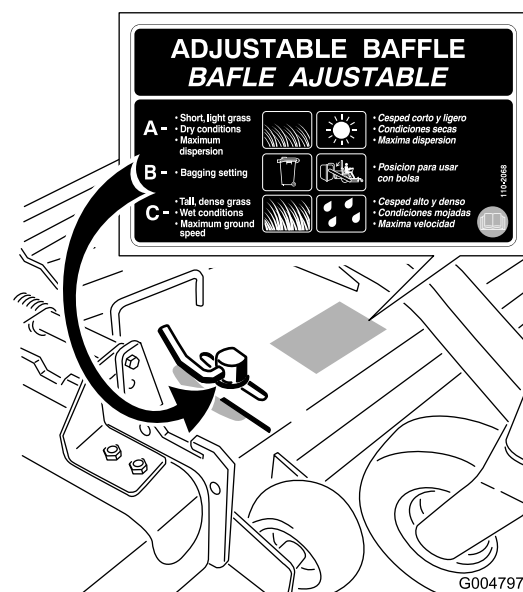 ADJUSTABLE BAFFLE
BAFLE AJUSTABLE
A- • Short, light grass
• Dry conditions
• Maximum
dispersion
• Cesped corto y ligero
• Condiciones secas
• Maxima dispersion
B- • Bagging setting
• Posicion para usar
con bolsa
C- • Tall, dense grass
• Wet conditions
• Maximum ground
speed
• Cesped alto y denso
• Condiciones mojadas
• Maxima velocidad
110-2068
G004797